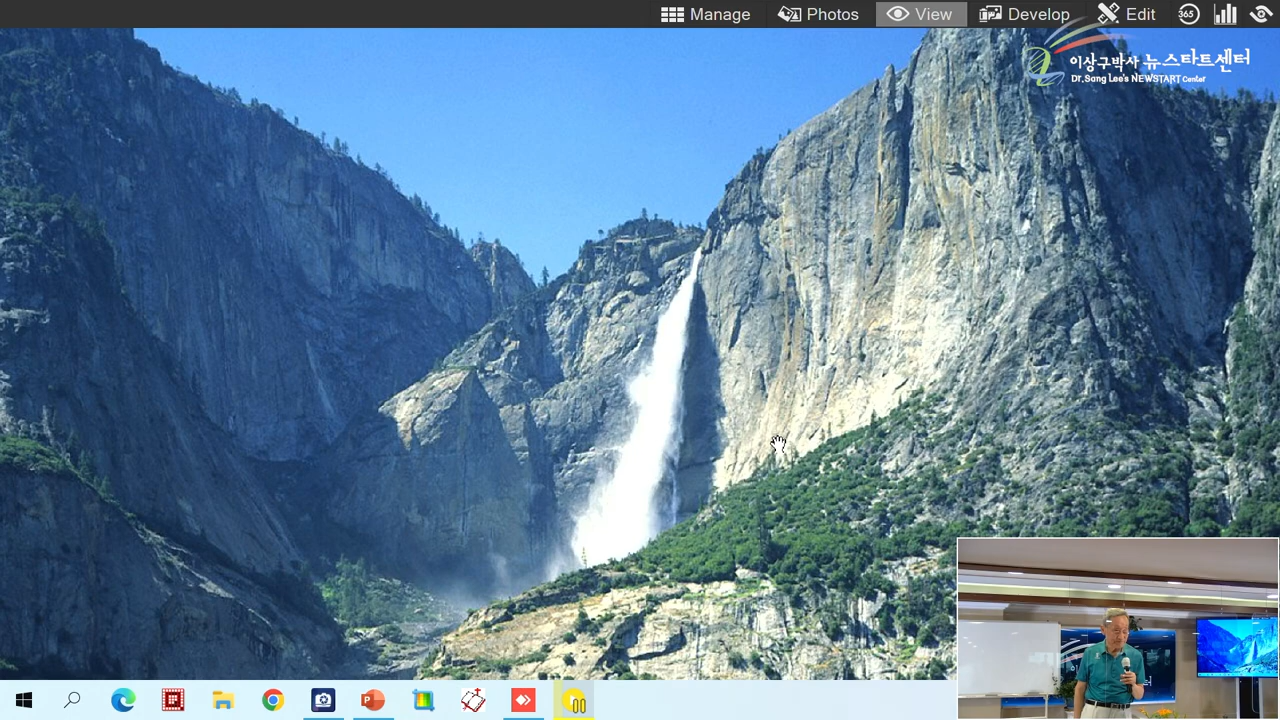 Manage Photos View Develop Edit 365
이상구박사 뉴스타트센터
Dr.Sang Lee's NEWSTART Center